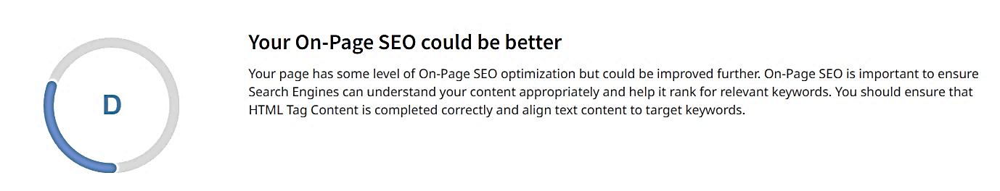 Your On-Page SEO could be better
Your page has some level of On-Page SEO optimization but could be improved further. On-Page SEO is important to ensure
Search Engines can understand your content appropriately and help it rank for relevant keywords. You should ensure that
HTML Tag Content is completed correctly and align text content to target keywords.
D